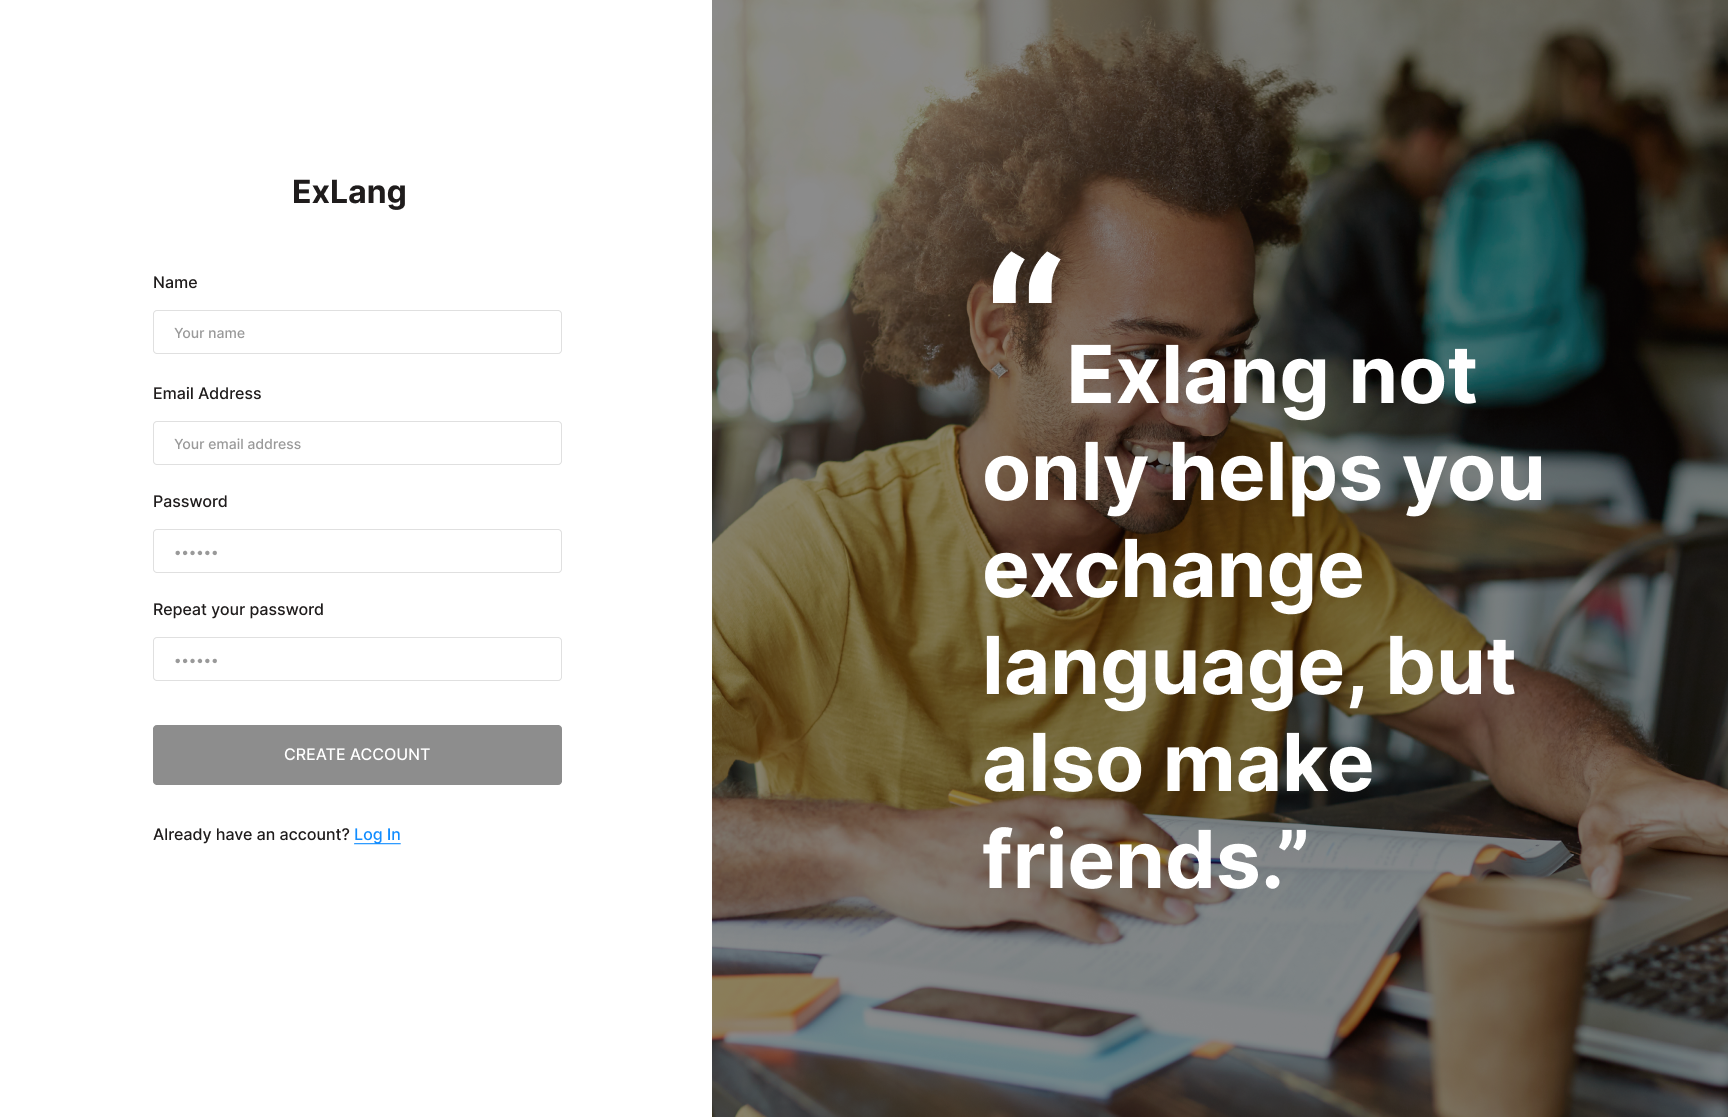 ExLang
Name
Your name
Email Address
Your email address
Password
••••••
Repeat your password
••••••
CREATE ACCOUNT
Already have an account? Log In
“
Exlang not
only helps you
exchange
language, but
also make
friends.”